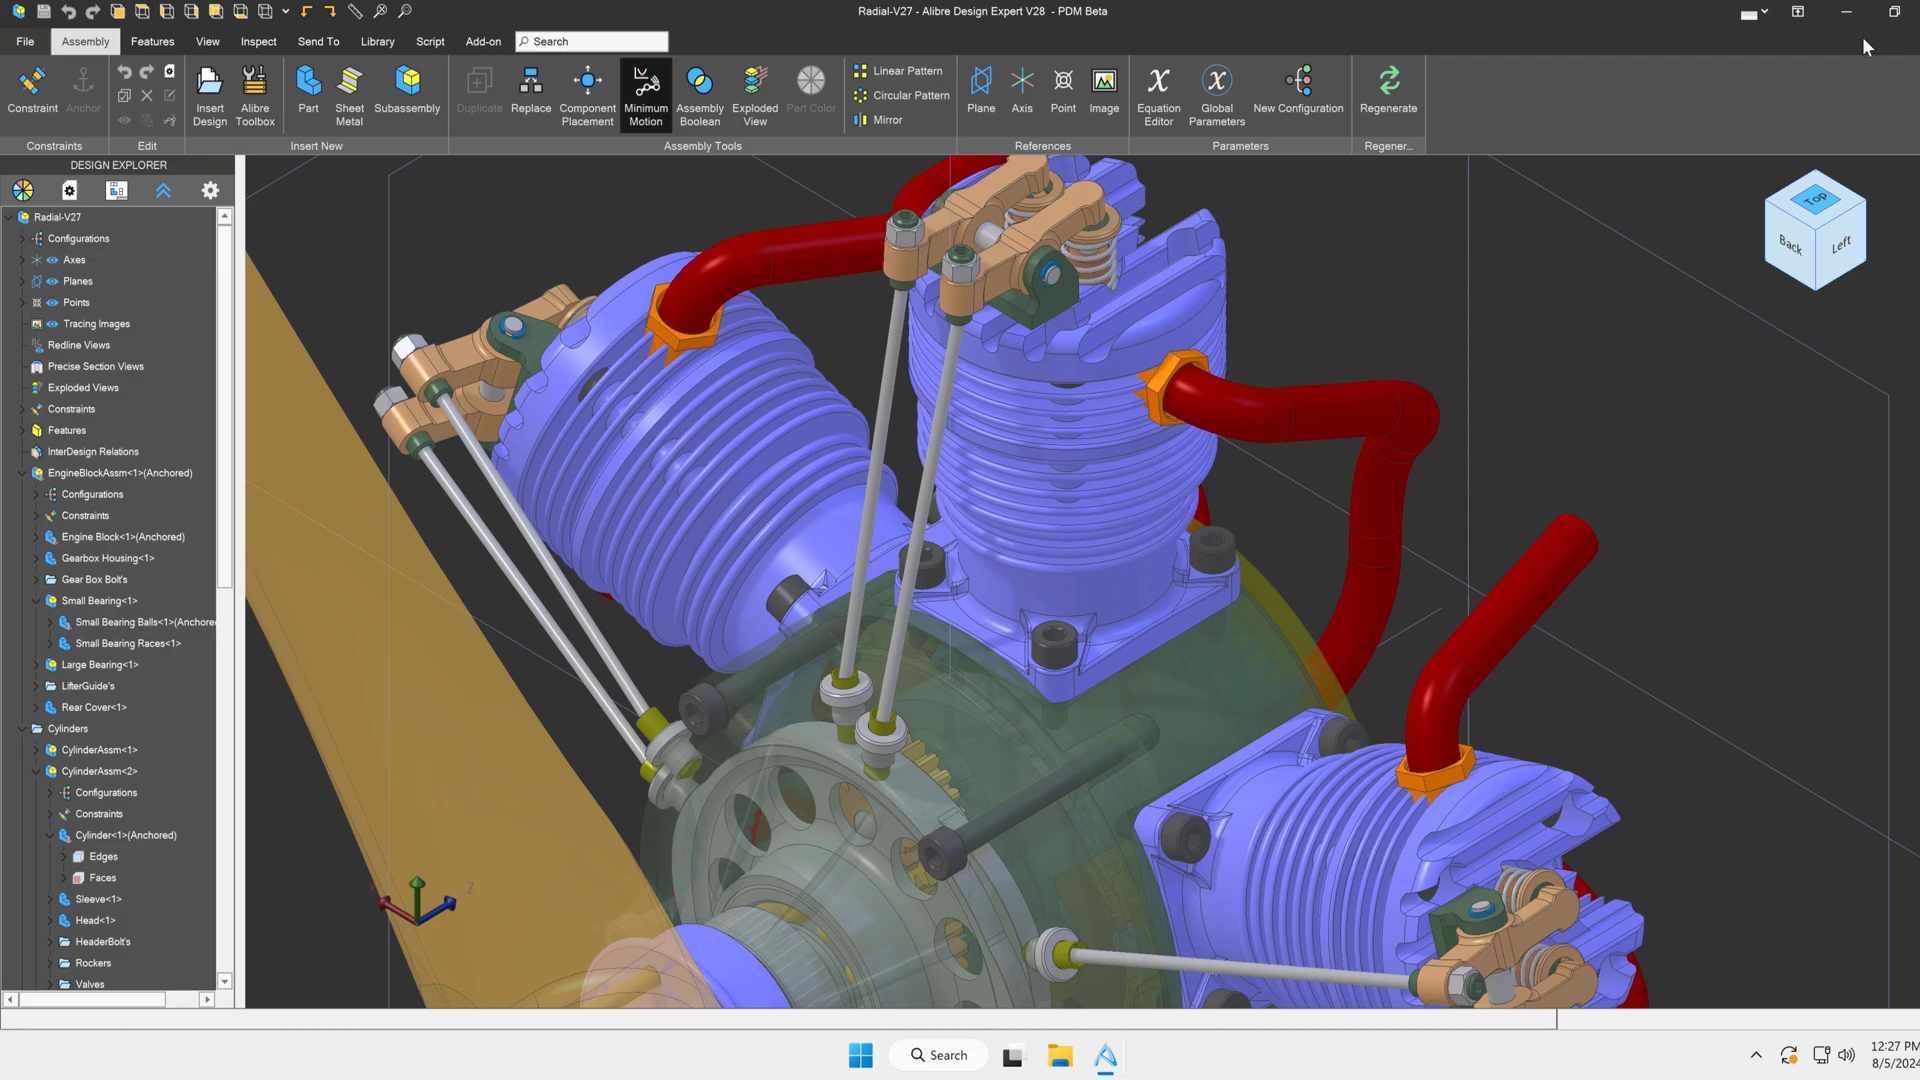 Radial-V27 - Alibre Design Expert V28 - PDM Beta
File
Assembly
Features
View
Inspect
Send To
Library
Script
Add-on
Search
Constraint
Anchor
Insert
Design
Alibre
Toolbox
Part
Sheet
Metal
Subassembly
Duplicate
Replace
Component
Placement
Minimum
Motion
Assembly
Boolean
Exploded
View
Part Color
Linear Pattern
Circular Pattern
Mirror
Plane
Axis
Point
Image
Equation
Editor
Global
Parameters
New Configuration
Regenerate
Constraints
Edit
Insert New
Assembly Tools
References
Parameters
Regener...
DESIGN EXPLORER
Radial-V27
Configurations
Axes
Planes
Points
Tracing Images
Redline Views
Precise Section Views
Exploded Views
Constraints
Features
InterDesign Relations
EngineBlockAssm<1>(Anchored)
Configurations
Constraints
Engine Block<1>(Anchored)
Gearbox Housing<1>
Gear Box Bolt's
Small Bearing<1>
Small Bearing Balls<1>(Anchore
Small Bearing Races<1>
Large Bearing<1>
LifterGuide's
Rear Cover<1>
Cylinders
CylinderAssm<1>
CylinderAssm<2>
Configurations
Constraints
Cylinder<1>(Anchored)
Edges
Faces
Sleeve<1>
Head<1>
HeaderBolt's
Rockers
Valves
Top
Back
Left
Z
Search
12:27 PM
8/5/2024